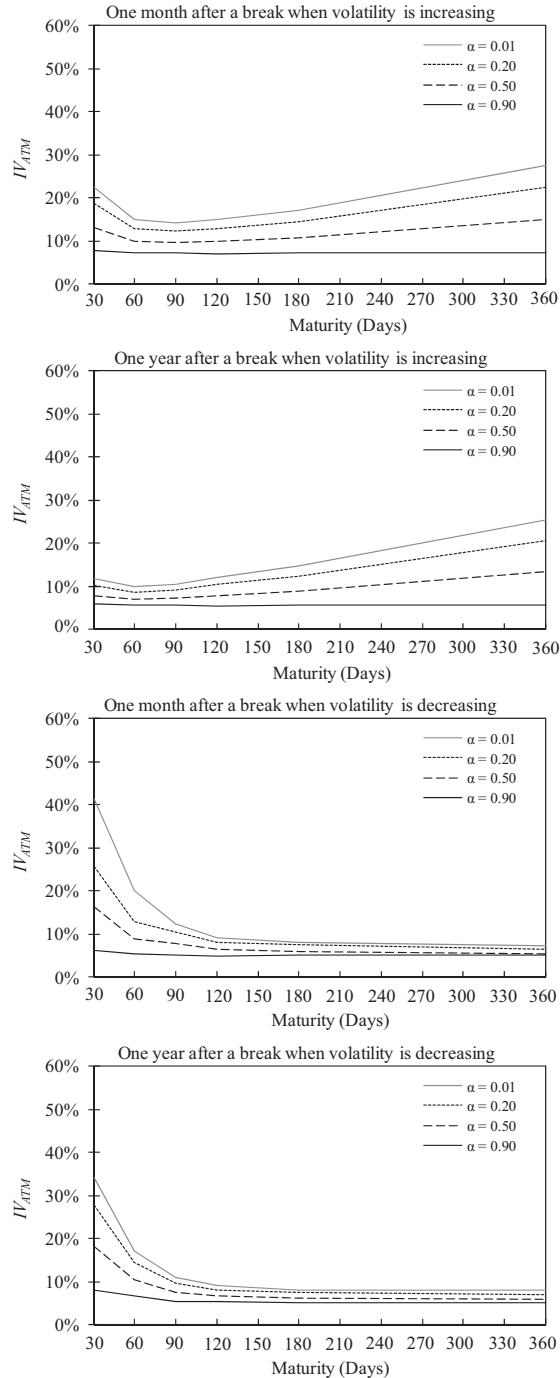 One month after a break when volatility is increasing
60%
50%
40%
30%
20%
10%
0%
IV_ATM
α = 0.01
α = 0.20
α = 0.50
α = 0.90
30 60 90 120 150 180 210 240 270 300 330 360
Maturity (Days)
One year after a break when volatility is increasing
60%
50%
40%
30%
20%
10%
0%
IV_ATM
α = 0.01
α = 0.20
α = 0.50
α = 0.90
30 60 90 120 150 180 210 240 270 300 330 360
Maturity (Days)
One month after a break when volatility is decreasing
60%
50%
40%
30%
20%
10%
0%
IV_ATM
α = 0.01
α = 0.20
α = 0.50
α = 0.90
30 60 90 120 150 180 210 240 270 300 330 360
Maturity (Days)
One year after a break when volatility is decreasing
60%
50%
40%
30%
20%
10%
0%
IV_ATM
α = 0.01
α = 0.20
α = 0.50
α = 0.90
30 60 90 120 150 180 210 240 270 300 330 360
Maturity (Days)